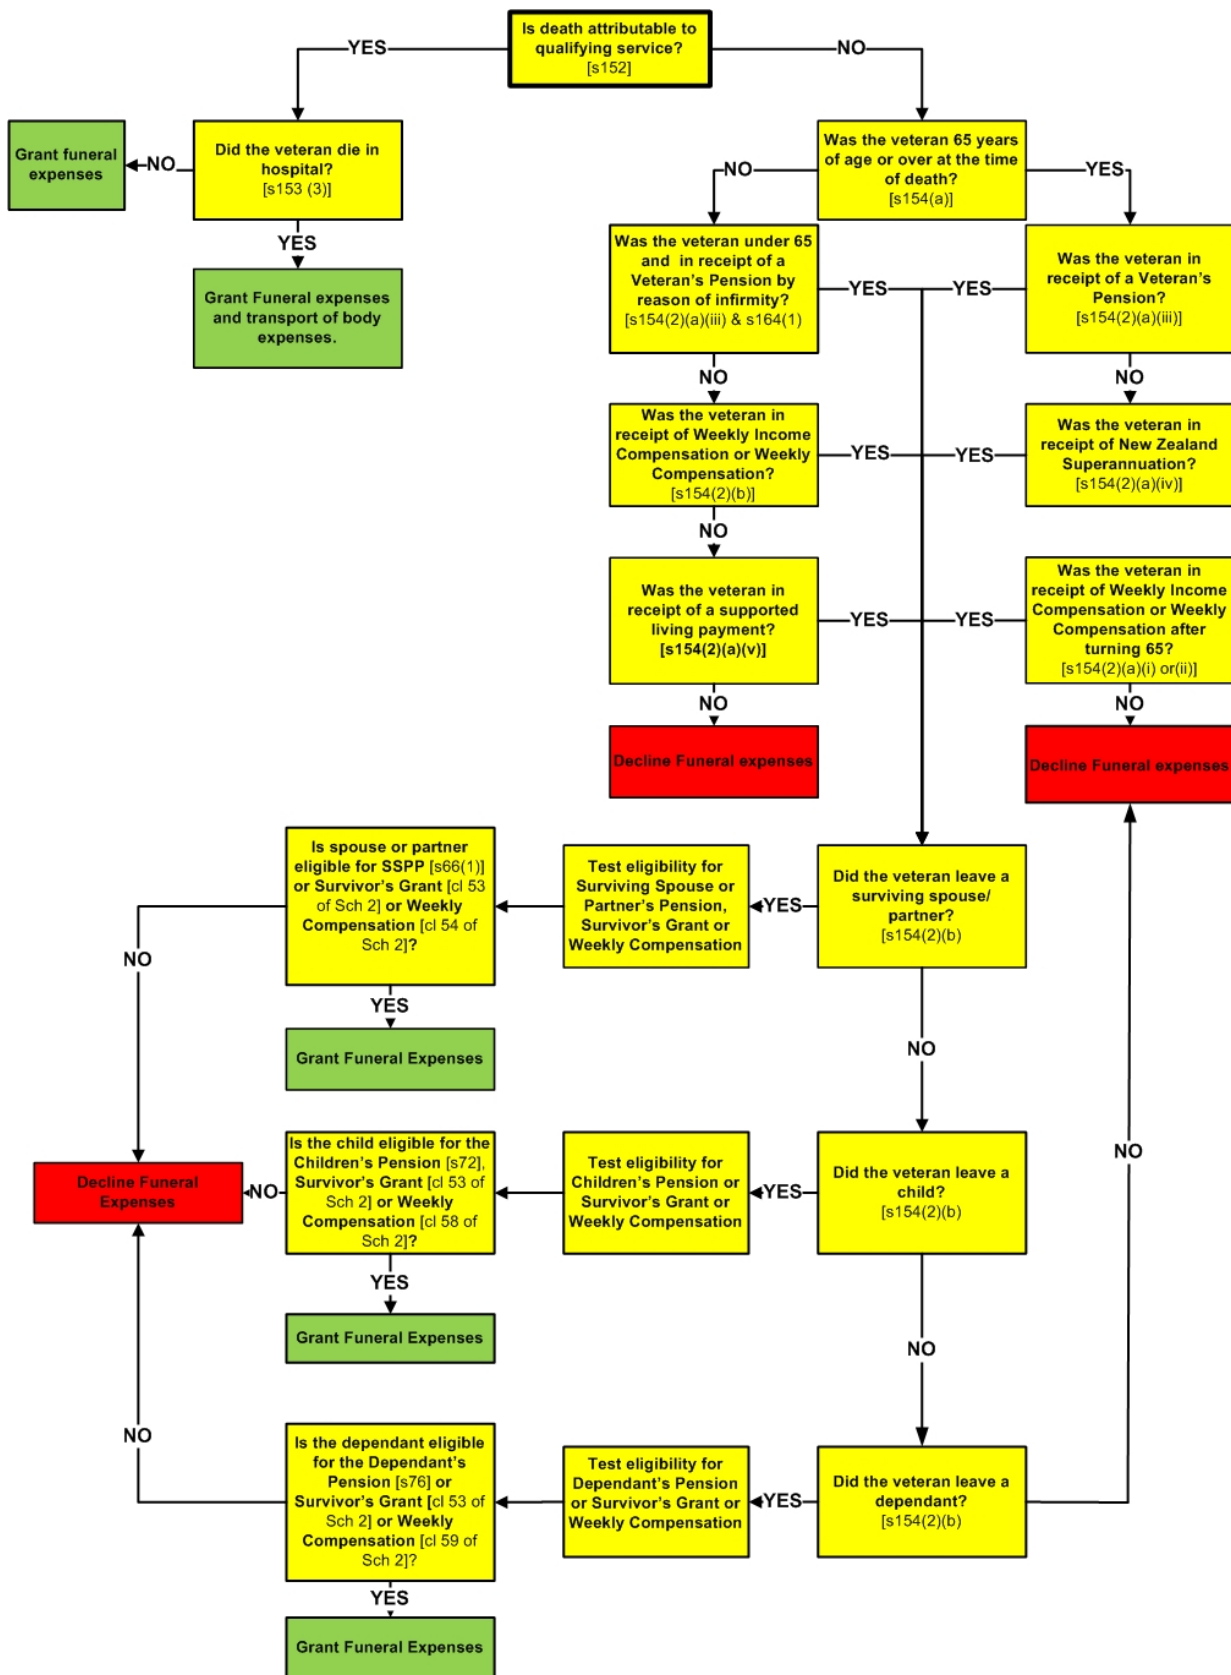 Is death attributable to
qualifying service?
[s152]
YES
NO
Grant funeral
expenses
NO
Did the veteran die in
hospital?
[s153 (3)]
Was the veteran 65 years
of age or over at the time
of death?
[s154(a)]
NO
YES
YES
Grant Funeral expenses
and transport of body
expenses.
Was the veteran under 65
and in receipt of a
Veteran's Pension by
reason of infirmity?
[s154(2)(a)(iii) & s164(1)
YES
YES
Was the veteran in
receipt of a Veteran's
Pension?
[s154(2)(a)(iii)]
NO
NO
Was the veteran in
receipt of Weekly Income
Compensation or Weekly
Compensation?
[s154(2)(b)]
YES
YES
Was the veteran in
receipt of New Zealand
Superannuation?
[s154(2)(a)(iv)]
NO
Was the veteran in
receipt of a supported
living payment?
[s154(2)(a)(v)]
YES
YES
Was the veteran in
receipt of Weekly Income
Compensation or Weekly
Compensation after
turning 65?
[s154(2)(a)(i) or(ii)]
NO
NO
Decline Funeral expenses
Decline Funeral expenses
Is spouse or partner
eligible for SSPP [s66(1)]
or Survivor's Grant [cl 53
of Sch 2] or Weekly
Compensation [cl 54 of
Sch 2]?
Test eligibility for
Surviving Spouse or
Partner's Pension,
Survivor's Grant or
Weekly Compensation
YES
Did the veteran leave a
surviving spouse/
partner?
[s154(2)(b)
NO
YES
Grant Funeral Expenses
NO
Decline Funeral
Expenses
NO
Is the child eligible for the
Children's Pension [s72],
Survivor's Grant [cl 53
of Sch 2] or Weekly
Compensation [cl 58 of
Sch 2]?
Test eligibility for
Children's Pension or
Survivor's Grant or
Weekly Compensation
YES
Did the veteran leave a
child?
[s154(2)(b)
NO
YES
Grant Funeral Expenses
NO
NO
Is the dependant eligible
for the Dependant's
Pension [s76] or
Survivor's Grant [cl 53
of Sch 2] or Weekly
Compensation [cl 59 of
Sch 2]?
Test eligibility for
Dependant's Pension
or Survivor's Grant or
Weekly Compensation
YES
Did the veteran leave a
dependant?
[s154(2)(b)
YES
Grant Funeral Expenses